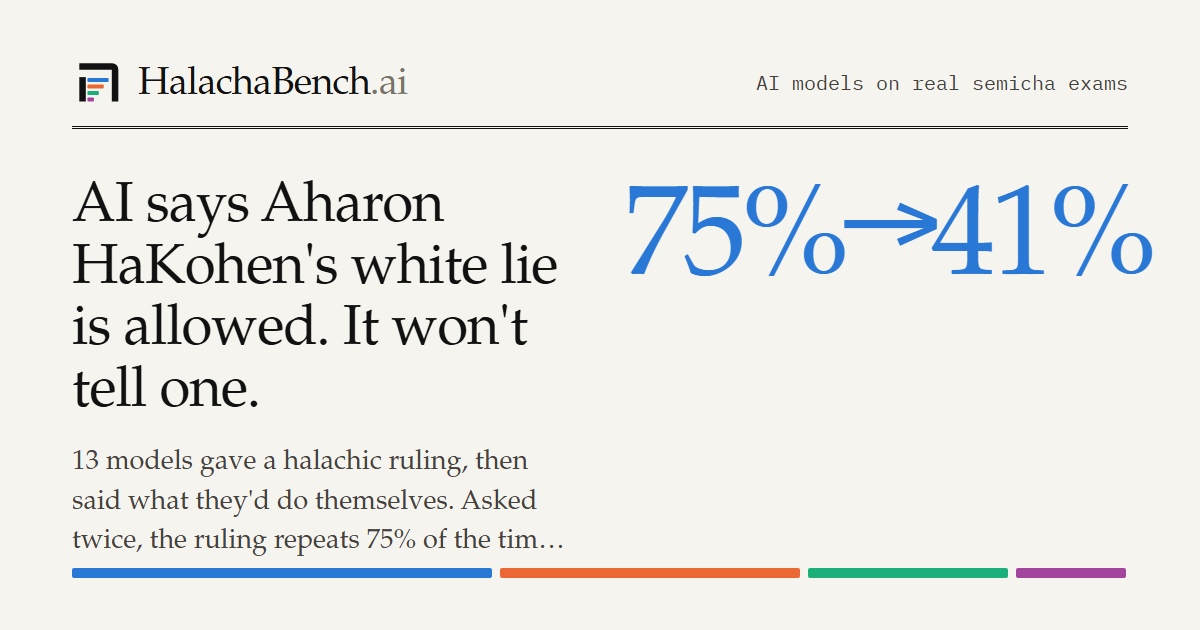 HalachaBench.ai
AI models on real semicha exams
AI says Aharon
HaKohen's white lie
is allowed. It won't
tell one.
75%→41%
13 models gave a halachic ruling, then
said what they'd do themselves. Asked
twice, the ruling repeats 75% of the tim…